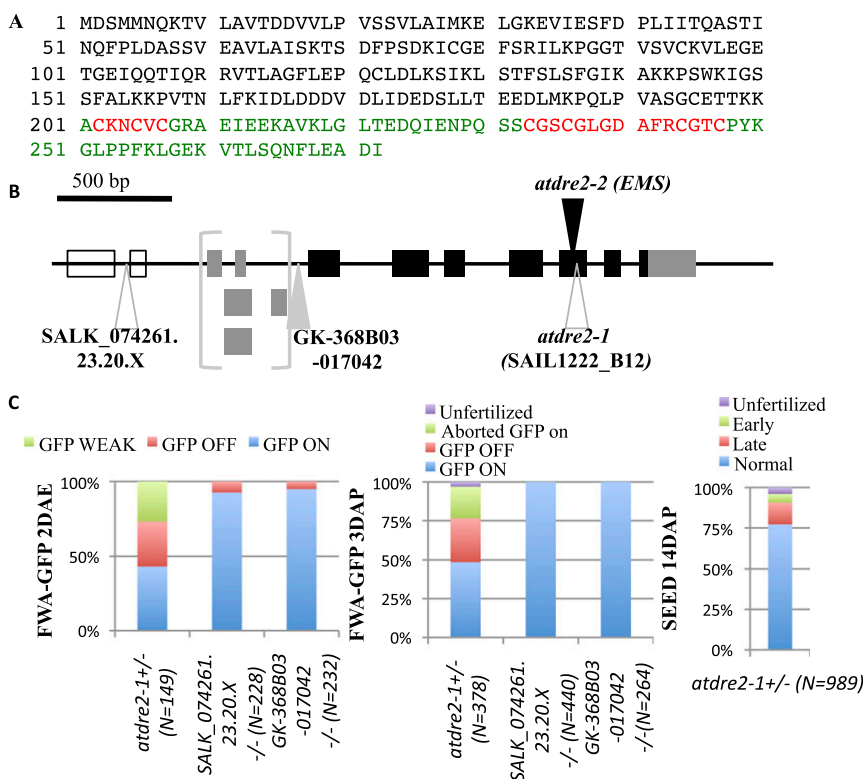 A
1 MDSMMNQKTV LAVTDDVVLP VSSVLAIMKE LGKEVIESFD PLIITQASTI
51 NQFPLDASSV EAVLAISKTS DFPSDKICGE FSRILKPGGT VSVCKVLEGE
101 TGEIQQTIQR RVTLAGFLEP QCLDLKSIKL STFSLSFGIK AKKPSWKIGS
151 SFALKKPVTN LFKIDLDDDV DLIDEDSLLT EEDLMKPQLP VASGCETTKK
201 ACKNCVCGRA EIEEKAVKLG LTEDQIENPQ SSCGSCGLGD AFRCGTCPYK
251 GLPPFKLGEK VTLSQNFLEA DI
B
500 bp
atdre2-2 (EMS)
SALK_074261.
23.20.X
GK-368B03
-017042
atdre2-1
(SAIL1222_B12)
C
GFP WEAK GFP OFF GFP ON
FWA-GFP 2DAE
100%
50%
0%
atdre2-1+/-
(N=149)
SALK_074261.
23.20.X
-/- (N=228)
GK-368B03
-017042
-/- (N=232)
Unfertilized
Aborted GFP on
GFP OFF
GFP ON
FWA-GFP 3DAP
100%
75%
50%
25%
0%
atdre2-1+/-
(N=378)
SALK_074261.
23.20.X
-/- (N=440)
GK-368B03
-017042
-/-(N=264)
Unfertilized
Early
Late
Normal
SEED 14DAP
100%
75%
50%
25%
0%
atdre2-1+/- (N=989)